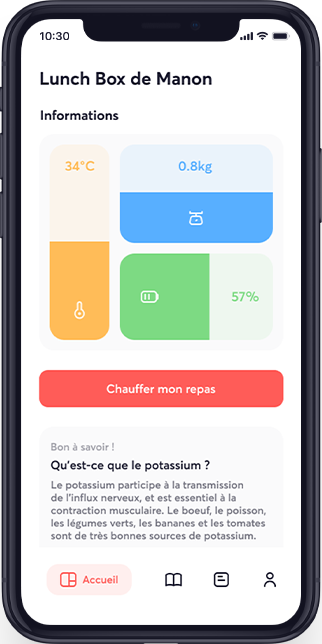 10:30
Lunch Box de Manon
Informations
34°C
0.8kg
57%
Chauffer mon repas
Bon à savoir !
Qu'est-ce que le potassium ?
Le potassium participe à la transmission
de l'influx nerveux, et est essentiel à la
contraction musculaire. Le boeuf, le poisson,
les légumes verts, les bananes et les tomates
sont de très bonnes sources de potassium.
Accueil